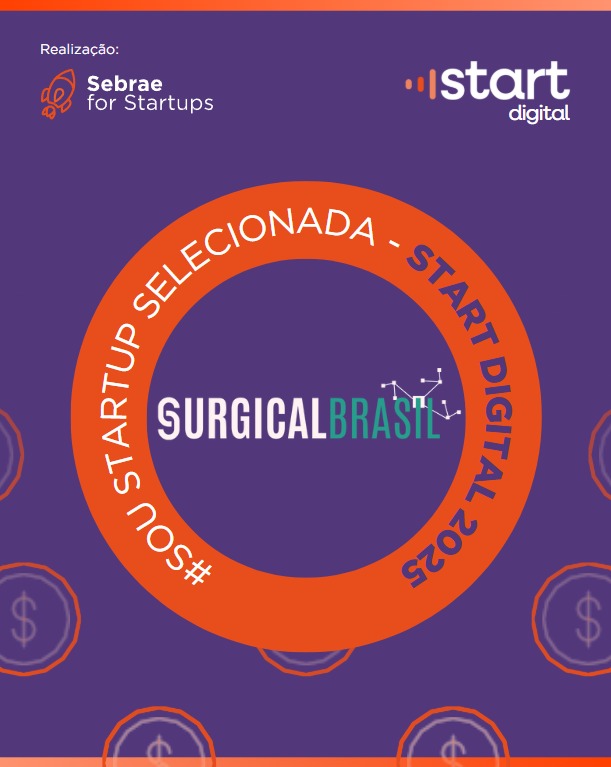 Realização:
Sebrae
for Startups
start
digital
#SOU STARTUP SELECIONADA - START DIGITAL 2025
SURGICALBRASIL
$
$
$
$
$